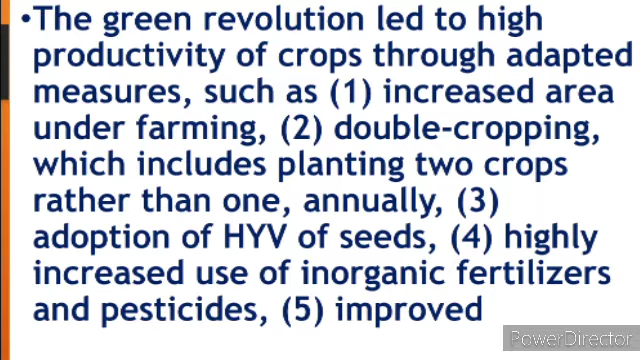 •The green revolution led to high
productivity of crops through adapted
measures, such as (1) increased area
under farming, (2) double-cropping,
which includes planting two crops
rather than one, annually, (3)
adoption of HYV of seeds, (4) highly
increased use of inorganic fertilizers
and pesticides, (5) improved
PowerDirector